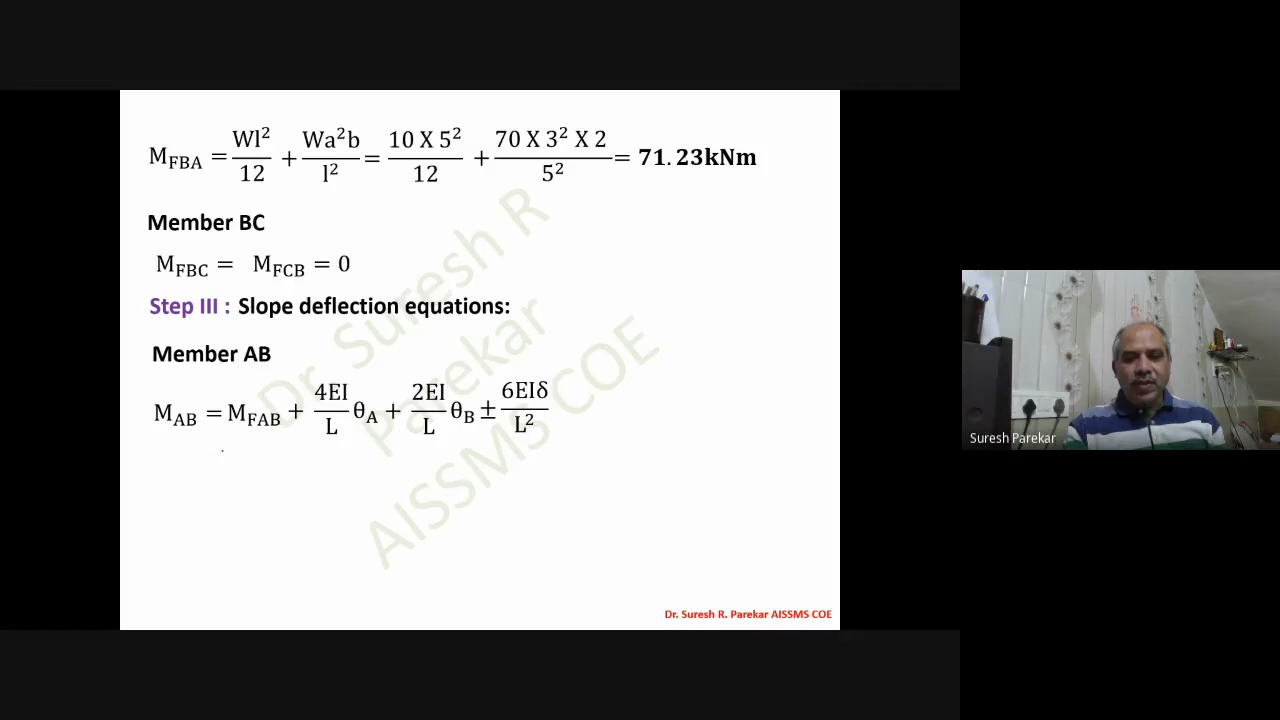 M_FBA = Wl²/12 + Wa²b/l² = 10 X 5²/12 + 70 X 3² X 2/5² = 71.23kNm
Member BC
M_FBC = M_FCB = 0
Step III : Slope deflection equations:
Member AB
M_AB = M_FAB + 4EI/L θ_A + 2EI/L θ_B ± 6EIδ/L²
Dr. Suresh R
Parekar
AISSMS COE
Dr. Suresh R. Parekar AISSMS COE
Suresh Parekar